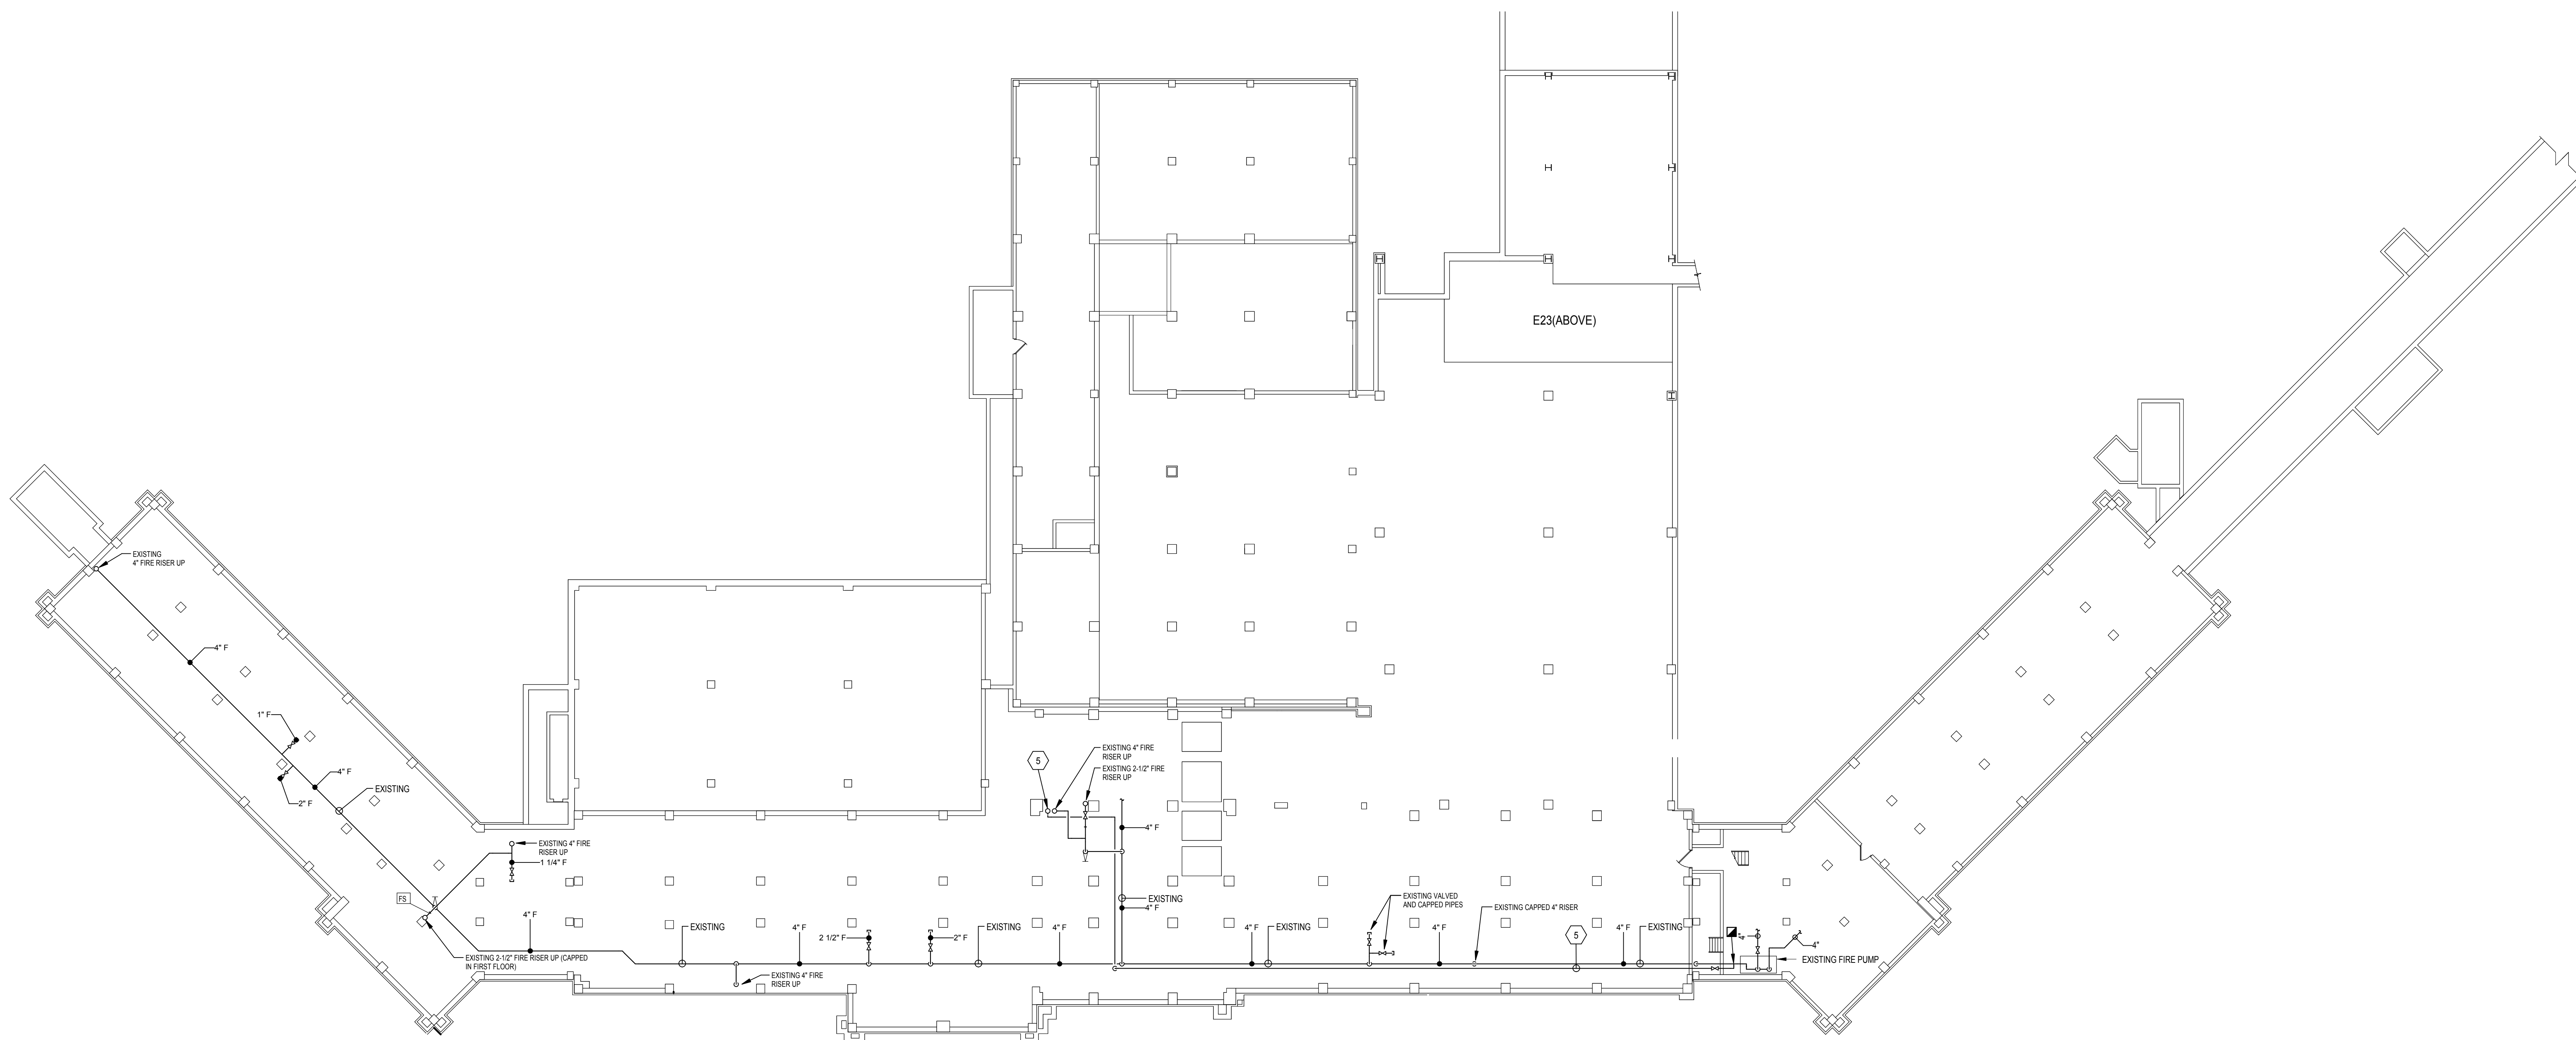 E23(ABOVE)
EXISTING
4" FIRE RISER UP
4" F
1" F
4" F
2" F
EXISTING
EXISTING 4" FIRE
RISER UP
1 1/4" F
FS
4" F
EXISTING 2-1/2" FIRE RISER UP (CAPPED
IN FIRST FLOOR)
EXISTING
4" F
EXISTING 4" FIRE
RISER UP
2 1/2" F
2" F
EXISTING
4" F
5
EXISTING 4" FIRE
RISER UP
EXISTING 2-1/2" FIRE
RISER UP
4" F
EXISTING
4" F
4" F
EXISTING
EXISTING VALVED
AND CAPPED PIPES
4" F
EXISTING CAPPED 4" RISER
5
4" F
EXISTING
4"
4"
EXISTING FIRE PUMP